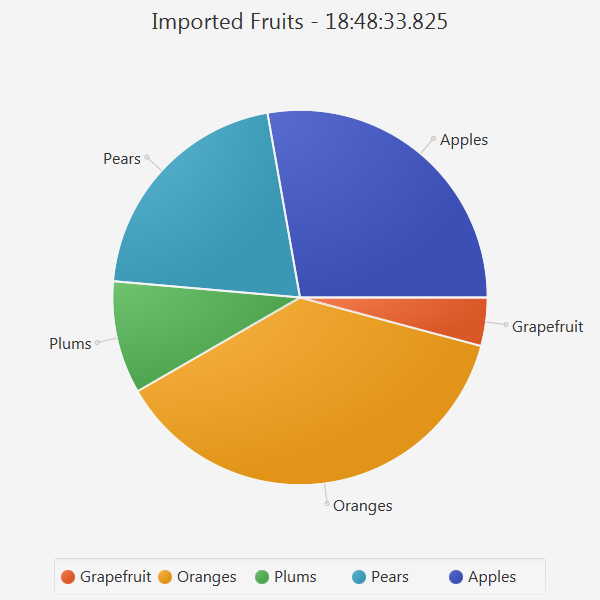 Imported Fruits - 18:48:33.825
Apples
Pears
Grapefruit
Plums
Oranges
Grapefruit Oranges Plums Pears Apples